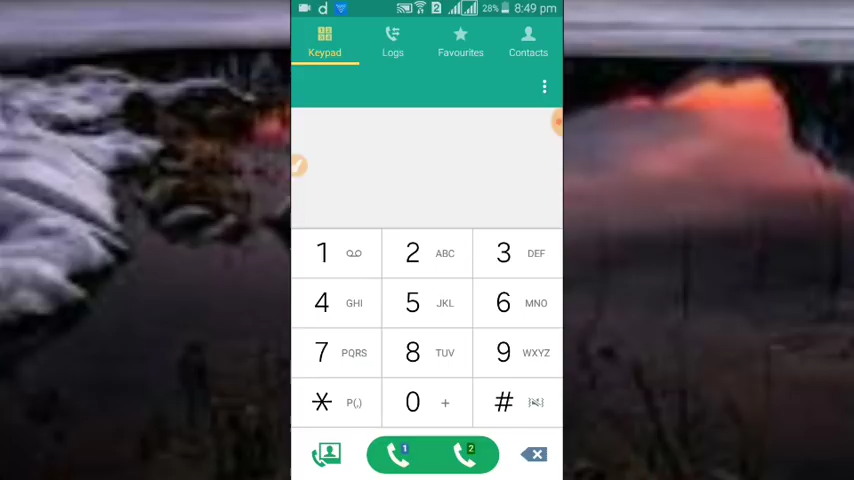 d 2 28% 8:49 pm
Keypad Logs Favourites Contacts
1 2 ABC 3 DEF
4 GHI 5 JKL 6 MNO
7 PQRS 8 TUV 9 WXYZ
* P(,) 0 + #
1 2